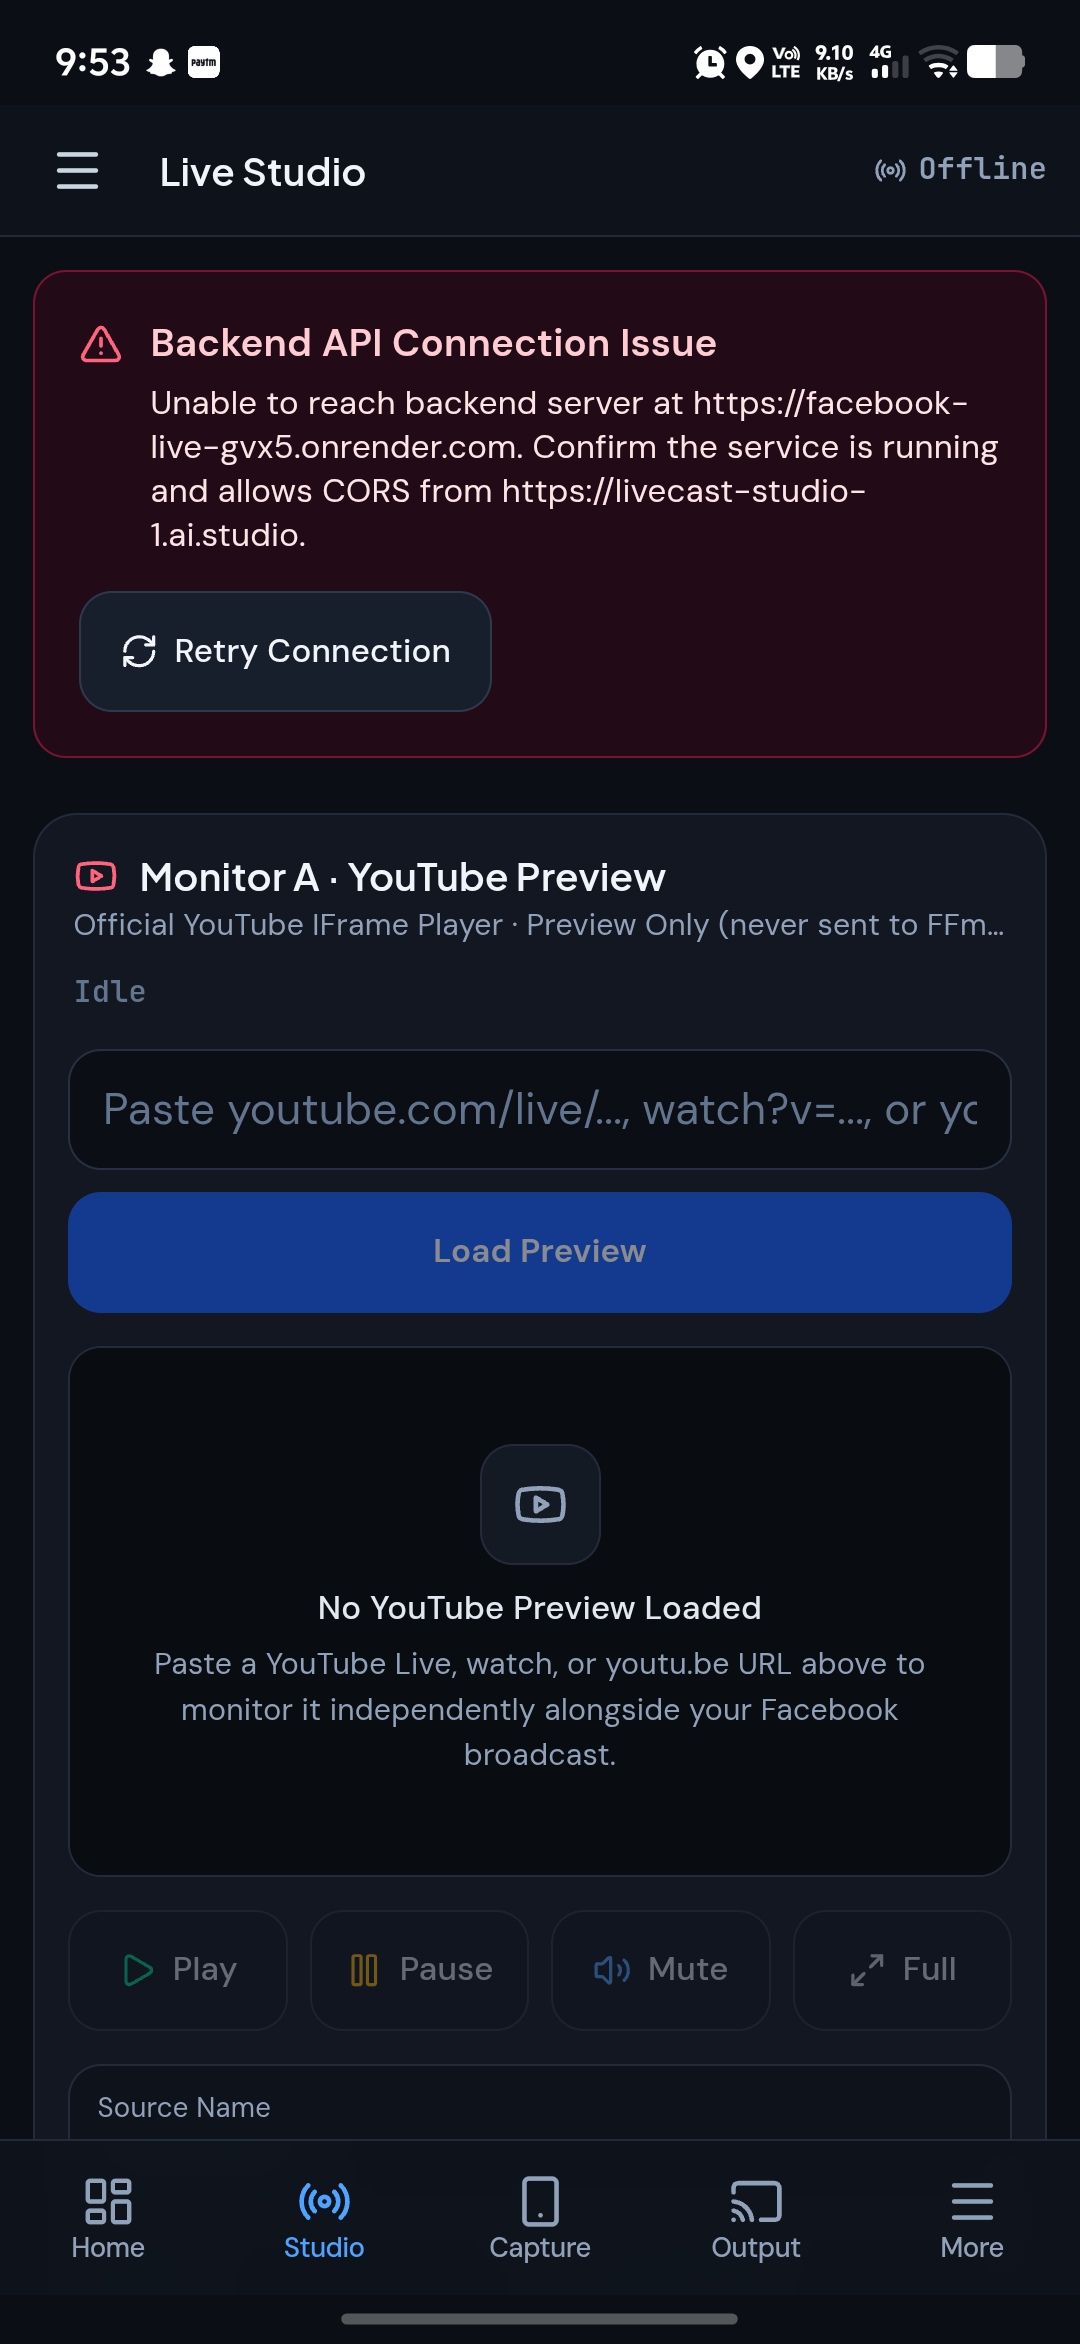 9:53
paytm
Vo LTE
9.10 KB/s
4G
Live Studio
Offline
Backend API Connection Issue
Unable to reach backend server at https://facebook-
live-gvx5.onrender.com. Confirm the service is running
and allows CORS from https://livecast-studio-
1.ai.studio.
Retry Connection
Monitor A · YouTube Preview
Official YouTube IFrame Player · Preview Only (never sent to FFm...
Idle
Paste youtube.com/live/..., watch?v=..., or yo
Load Preview
No YouTube Preview Loaded
Paste a YouTube Live, watch, or youtu.be URL above to
monitor it independently alongside your Facebook
broadcast.
Play
Pause
Mute
Full
Source Name
Home
Studio
Capture
Output
More